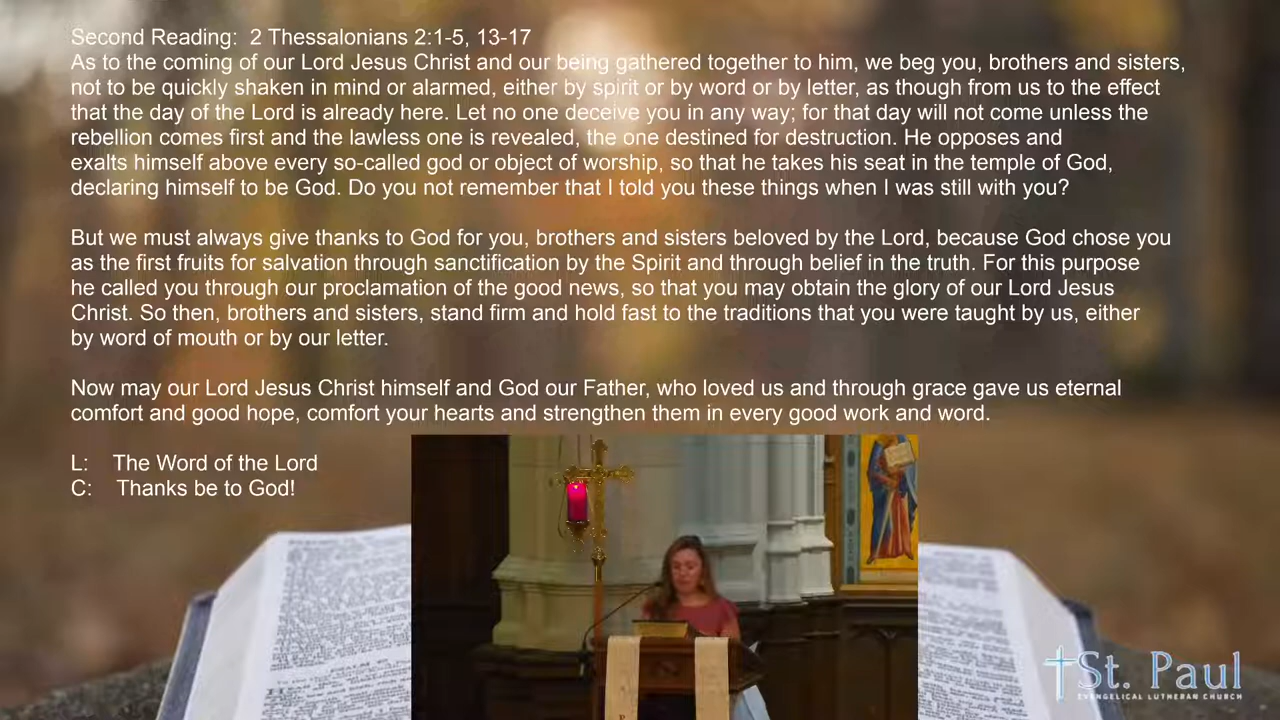 Second Reading: 2 Thessalonians 2:1-5, 13-17
As to the coming of our Lord Jesus Christ and our being gathered together to him, we beg you, brothers and sisters,
not to be quickly shaken in mind or alarmed, either by spirit or by word or by letter, as though from us to the effect
that the day of the Lord is already here. Let no one deceive you in any way; for that day will not come unless the
rebellion comes first and the lawless one is revealed, the one destined for destruction. He opposes and
exalts himself above every so-called god or object of worship, so that he takes his seat in the temple of God,
declaring himself to be God. Do you not remember that I told you these things when I was still with you?
But we must always give thanks to God for you, brothers and sisters beloved by the Lord, because God chose you
as the first fruits for salvation through sanctification by the Spirit and through belief in the truth. For this purpose
he called you through our proclamation of the good news, so that you may obtain the glory of our Lord Jesus
Christ. So then, brothers and sisters, stand firm and hold fast to the traditions that you were taught by us, either
by word of mouth or by our letter.
Now may our Lord Jesus Christ himself and God our Father, who loved us and through grace gave us eternal
comfort and good hope, comfort your hearts and strengthen them in every good work and word.
L: The Word of the Lord
C: Thanks be to God!
St. Paul
EVANGELICAL LUTHERAN CHURCH